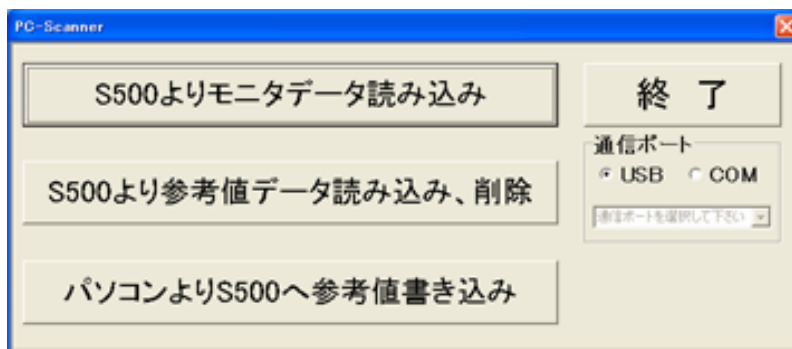 PC-Scanner
S500よりモニタデータ読み込み
終 了
通信ポート
USB
COM
S500より参考値データ読み込み、削除
通信ポートを選択して下さい
パソコンよりS500へ参考値書き込み